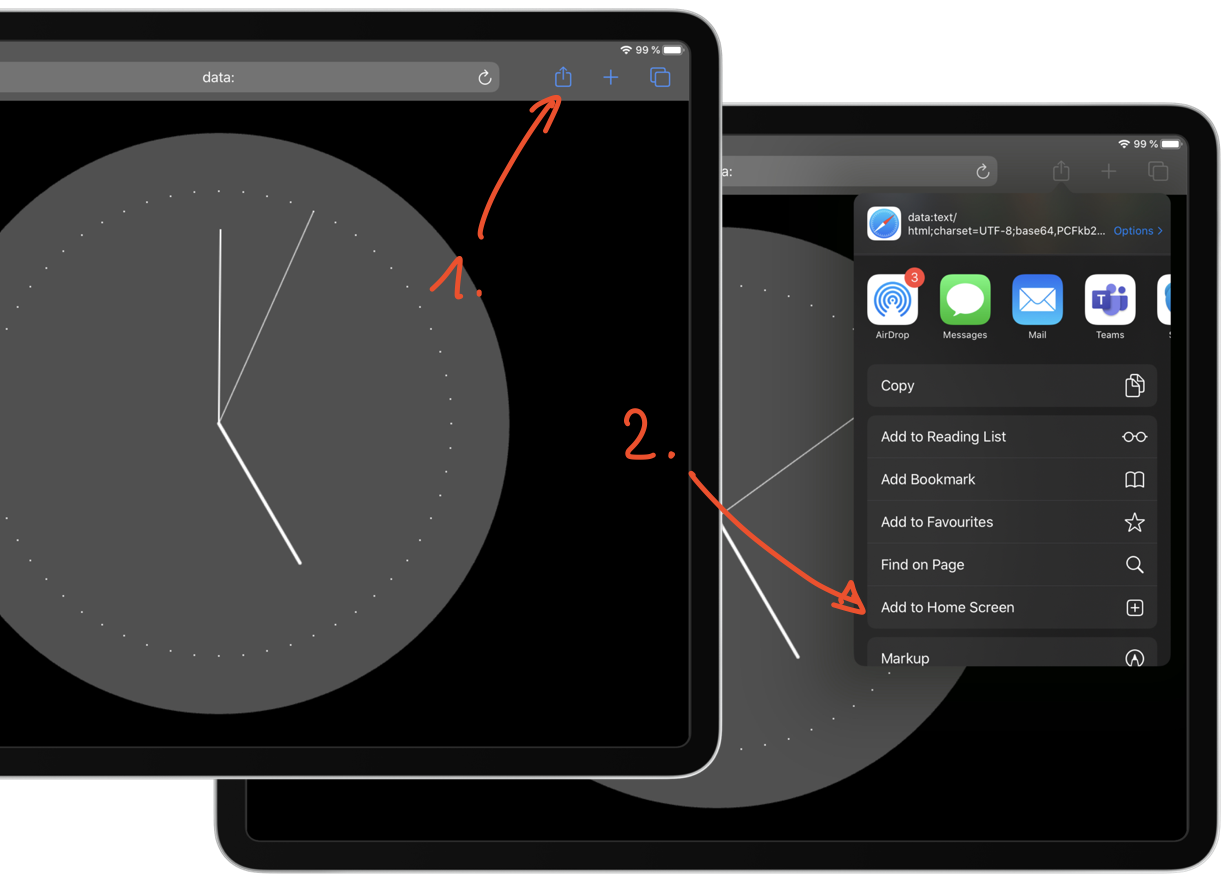 99 %
data:
1.
99 %
a:
data:text/
html;charset=UTF-8;base64,PCFkb2... Options
3
AirDrop
Messages
Mail
Teams
Copy
2.
Add to Reading List
Add Bookmark
Add to Favourites
Find on Page
Add to Home Screen
Markup